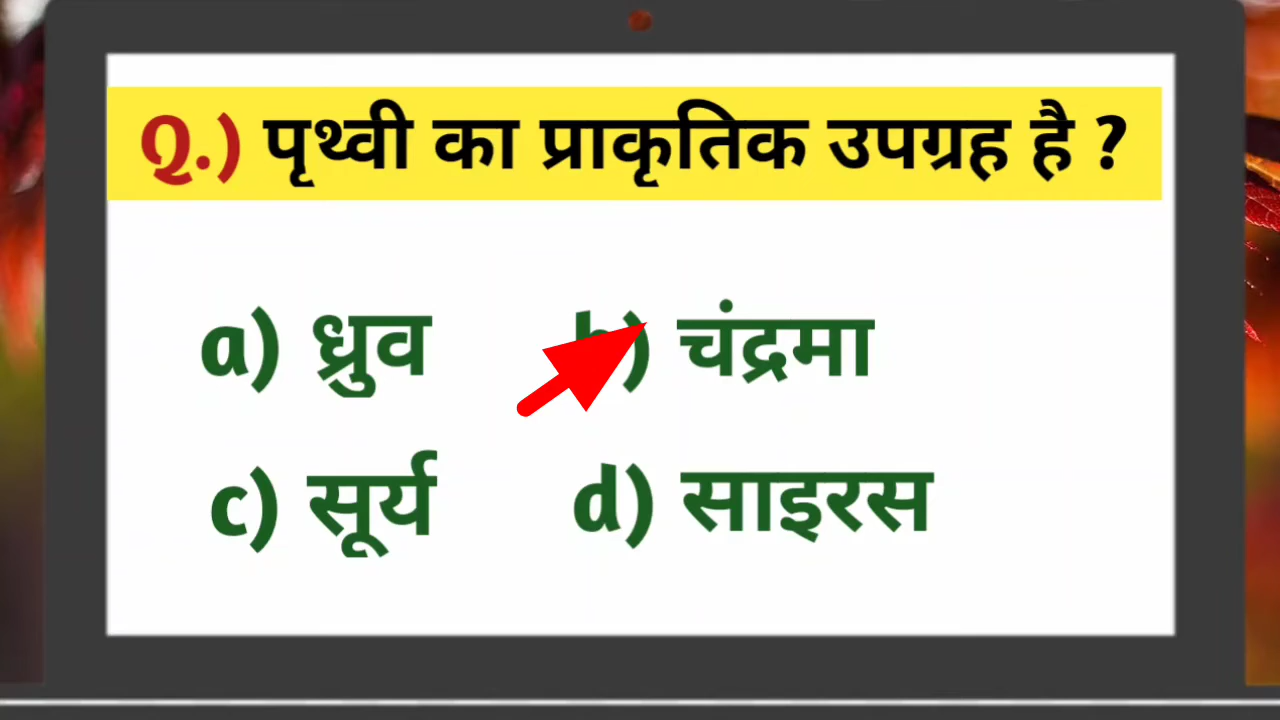 Q.) पृथ्वी का प्राकृतिक उपग्रह है ?
a) ध्रुव b) चंद्रमा
c) सूर्य d) साइरस